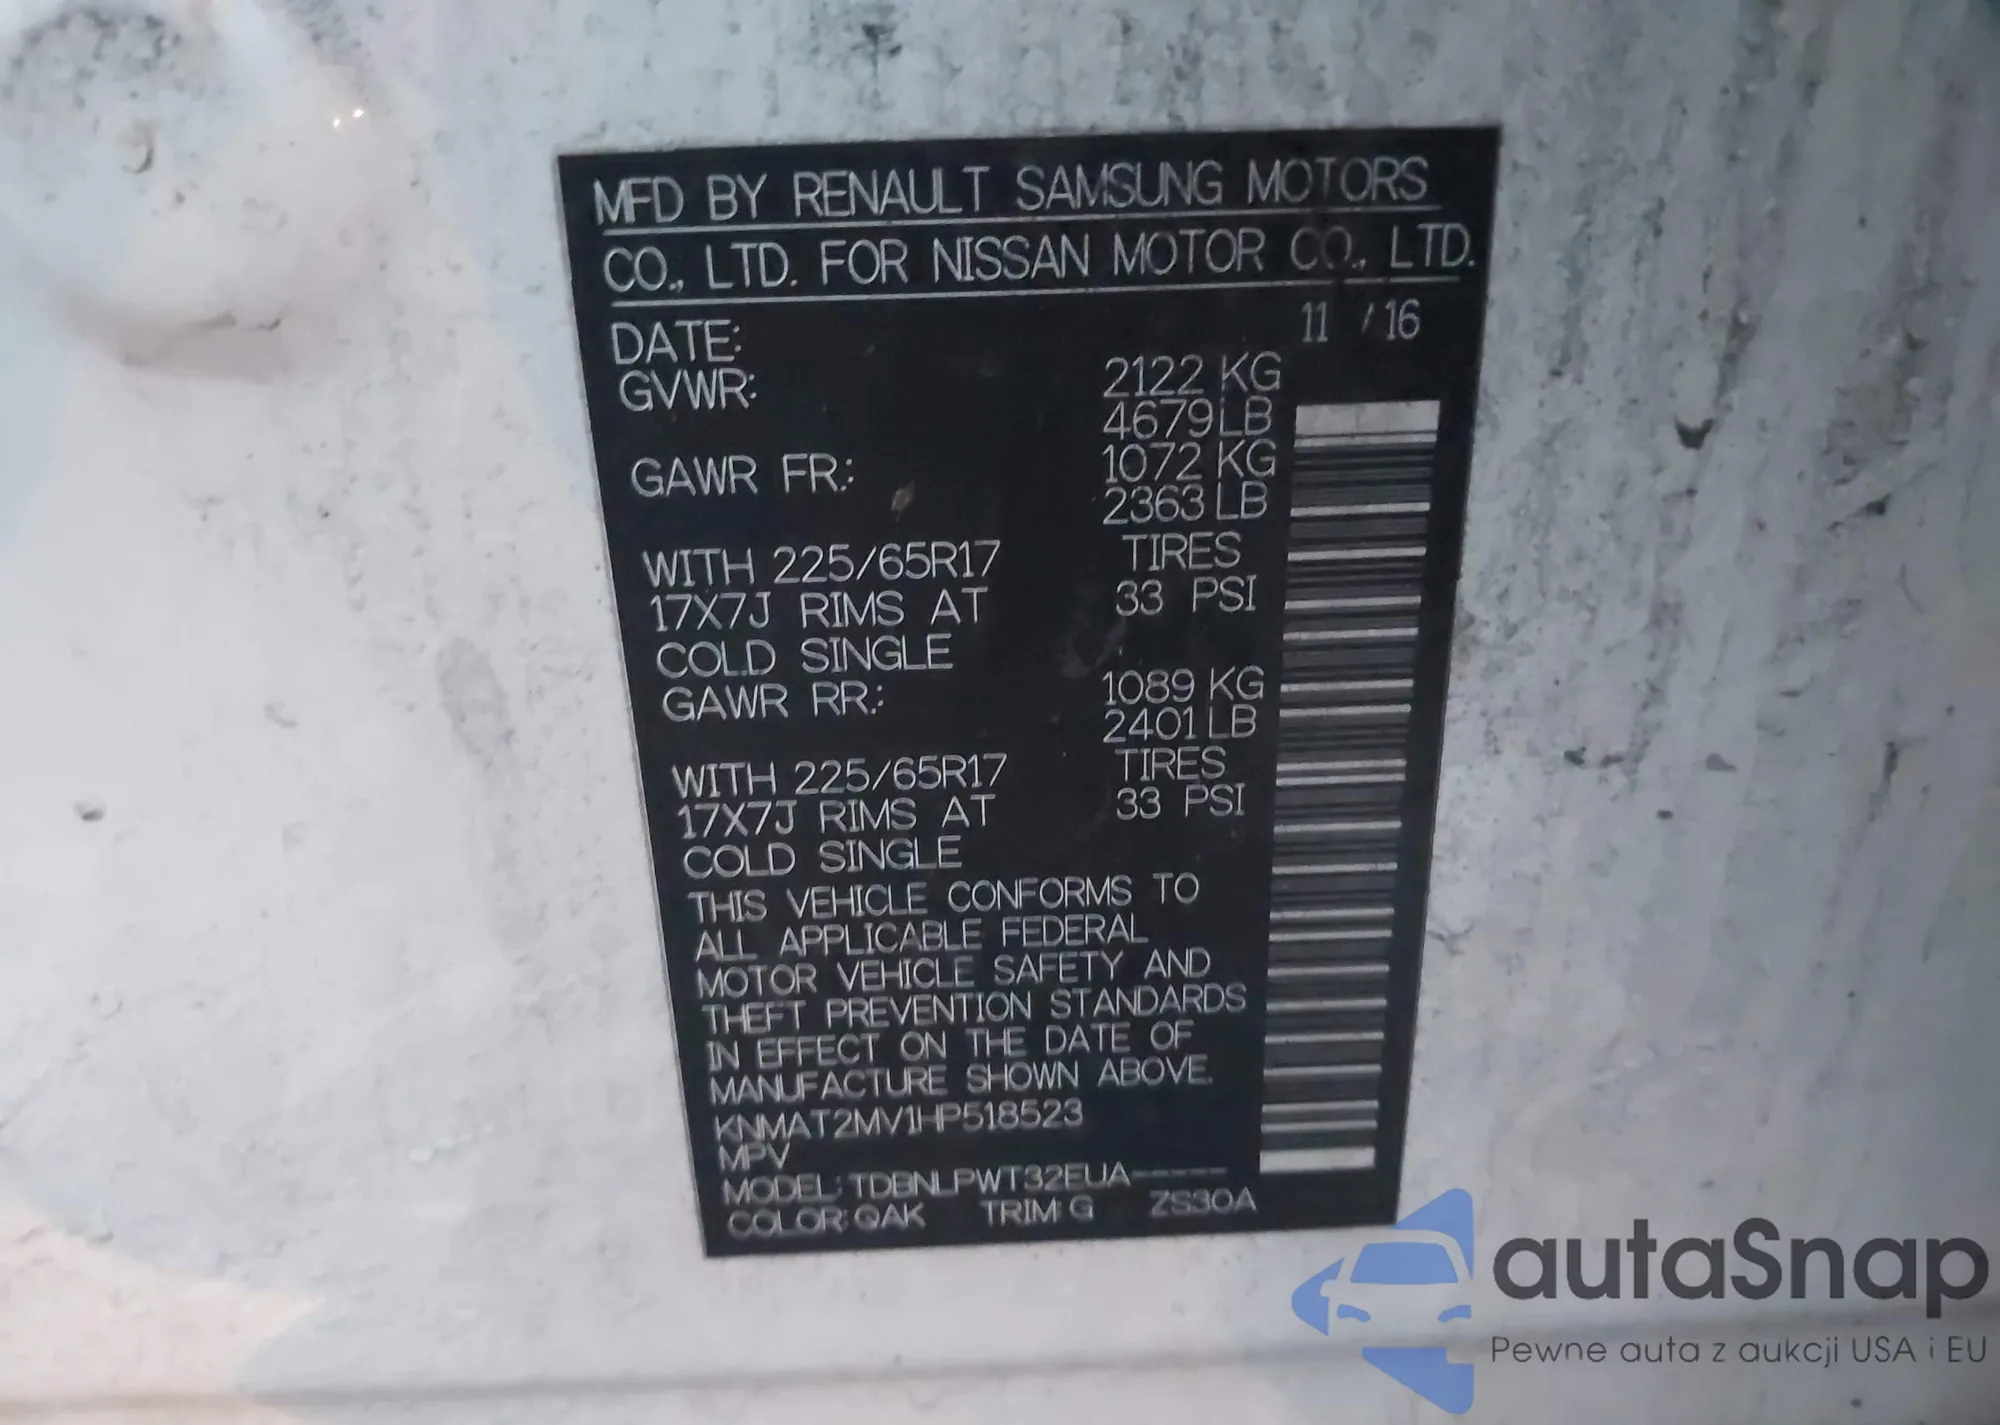 MFD BY RENAULT SAMSUNG MOTORS
CO., LTD. FOR NISSAN MOTOR CO., LTD.
DATE: 11 / 16
GVWR: 2122 KG
4679 LB
GAWR FR.: 1072 KG
2363 LB
WITH 225/65R17 TIRES
17X7J RIMS AT 33 PSI
COLD SINGLE
GAWR RR.: 1089 KG
2401 LB
WITH 225/65R17 TIRES
17X7J RIMS AT 33 PSI
COLD SINGLE
THIS VEHICLE CONFORMS TO
ALL APPLICABLE FEDERAL
MOTOR VEHICLE SAFETY AND
THEFT PREVENTION STANDARDS
IN EFFECT ON THE DATE OF
MANUFACTURE SHOWN ABOVE.
KNMAT2MV1HP518523
MPV
MODEL: TDBNLPWT32EUA-----
COLOR: QAK TRIM: G ZS30A
autaSnap
Pewne auta z aukcji USA i EU